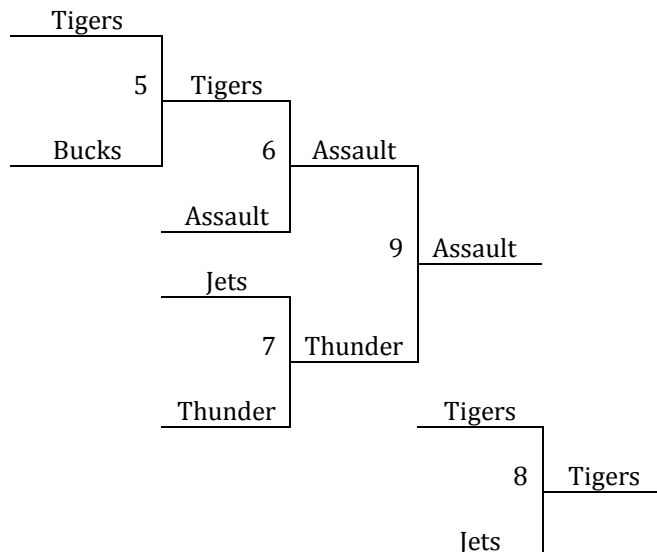 Tigers
5
Tigers
Bucks
6
Assault
Assault
9
Assault
Jets
7
Thunder
Thunder
Tigers
8
Tigers
Jets